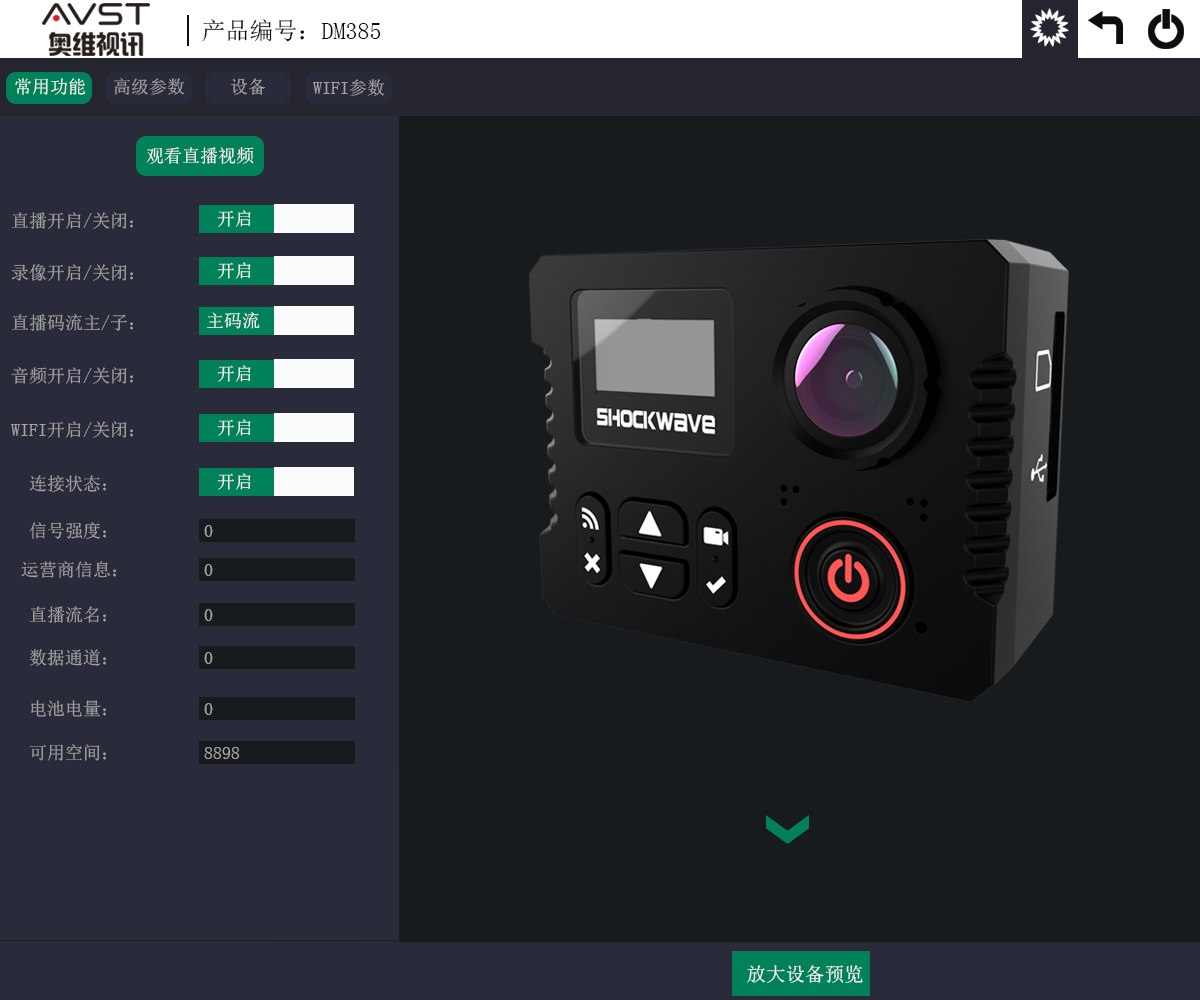 AVST
奥维视讯
产品编号：DM385
常用功能
高级参数
设备
WIFI参数
观看直播视频
直播开启/关闭： 开启
录像开启/关闭： 开启
直播码流主/子： 主码流
音频开启/关闭： 开启
WIFI开启/关闭： 开启
连接状态： 开启
信号强度： 0
运营商信息： 0
直播流名： 0
数据通道： 0
电池电量： 0
可用空间： 8898
SHOCKWAVE
放大设备预览